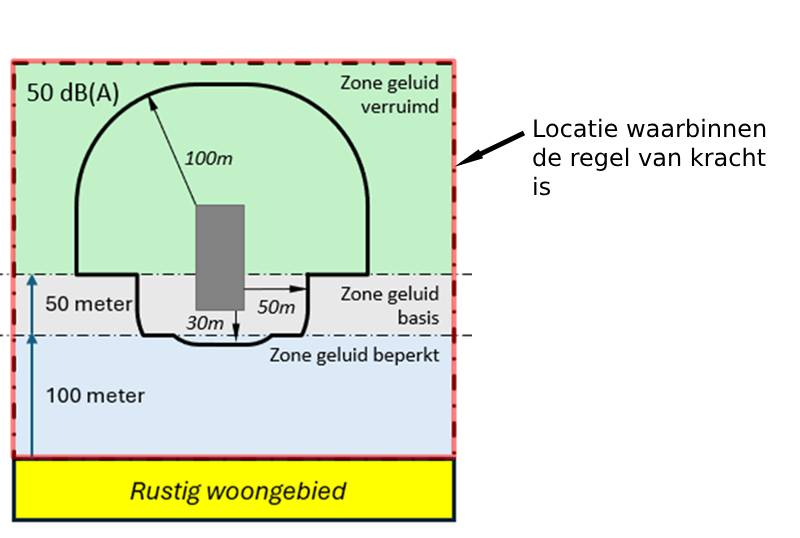 50 dB(A)
Zone geluid
verruimd
Locatie waarbinnen
de regel van kracht
is
100m
50 meter
50m
30m
Zone geluid
basis
Zone geluid beperkt
100 meter
Rustig woongebied